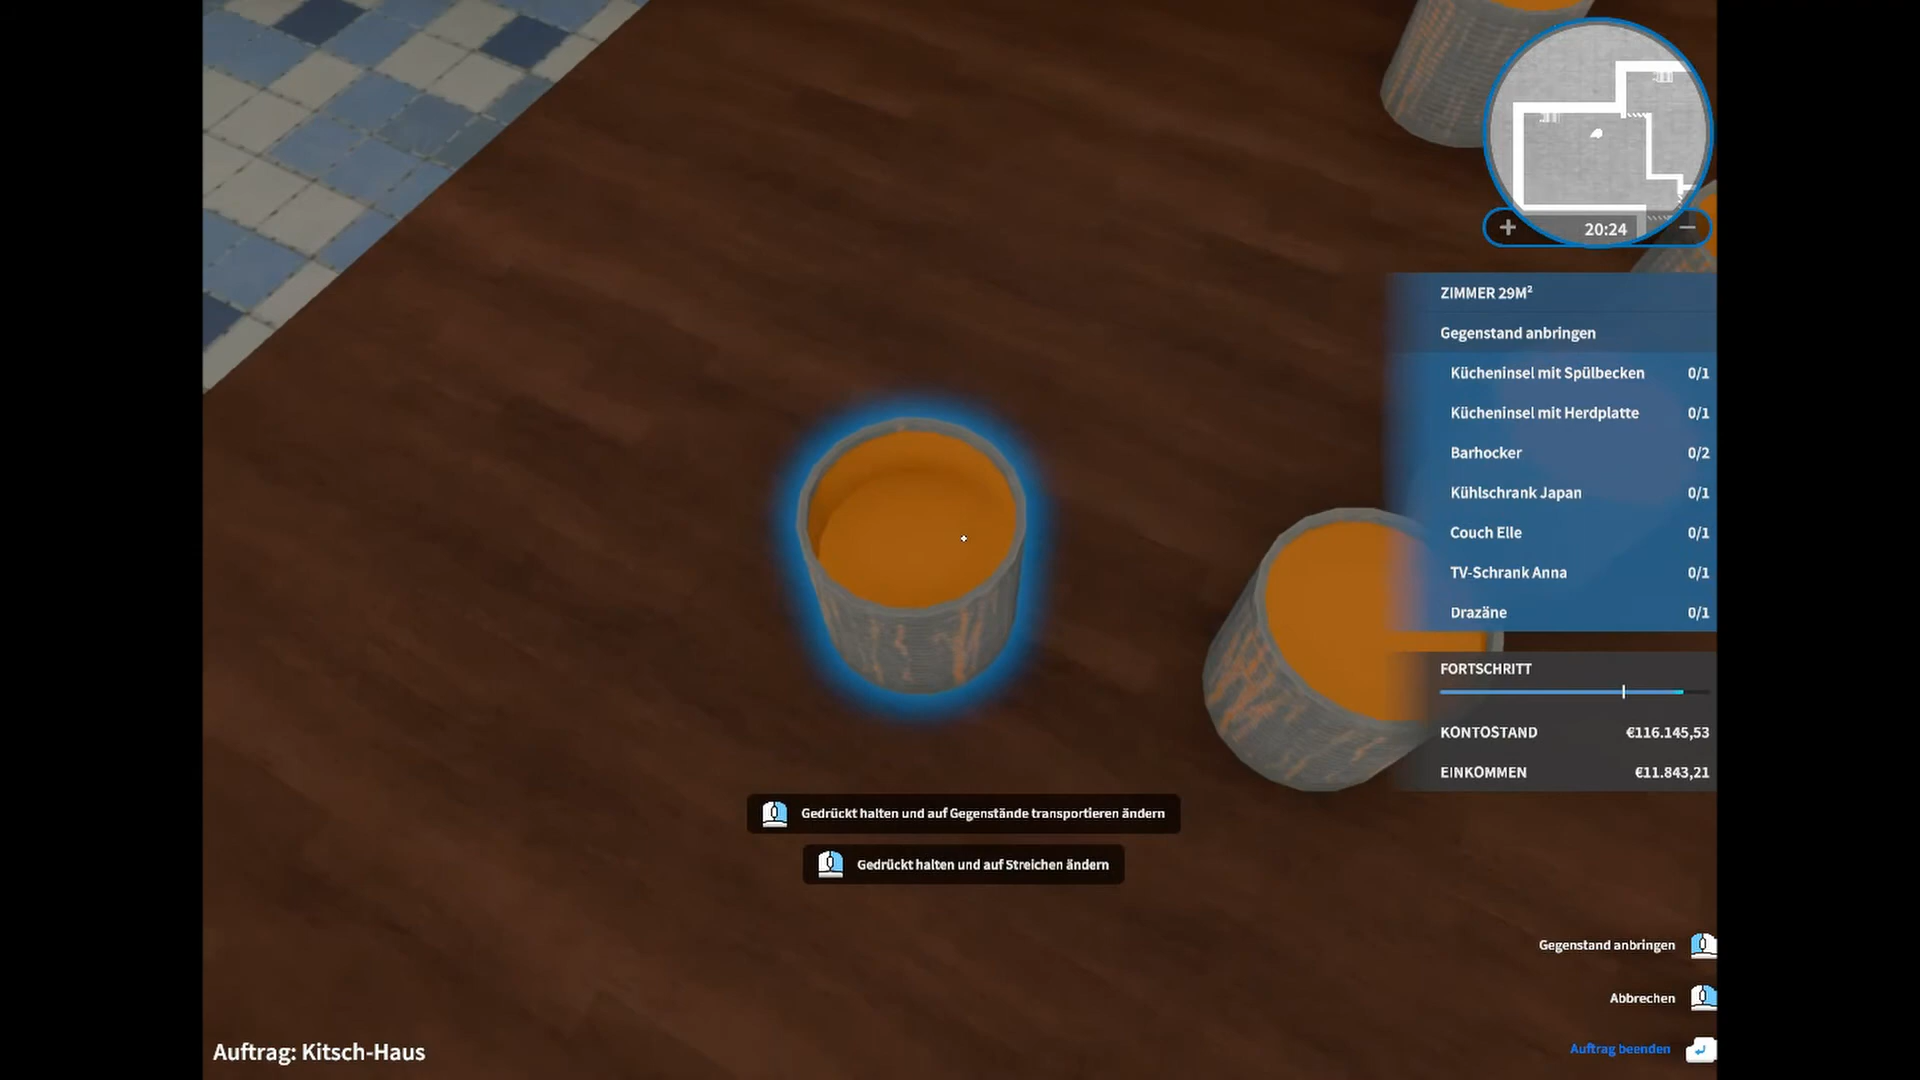 20:24
ZIMMER 29M²
Gegenstand anbringen
Kücheninsel mit Spülbecken 0/1
Kücheninsel mit Herdplatte 0/1
Barhocker 0/2
Kühlschrank Japan 0/1
Couch Elle 0/1
TV-Schrank Anna 0/1
Drazäne 0/1
FORTSCHRITT
KONTOSTAND €116.145,53
EINKOMMEN €11.843,21
Gedrückt halten und auf Gegenstände transportieren ändern
Gedrückt halten und auf Streichen ändern
Gegenstand anbringen
Abbrechen
Auftrag beenden
Auftrag: Kitsch-Haus